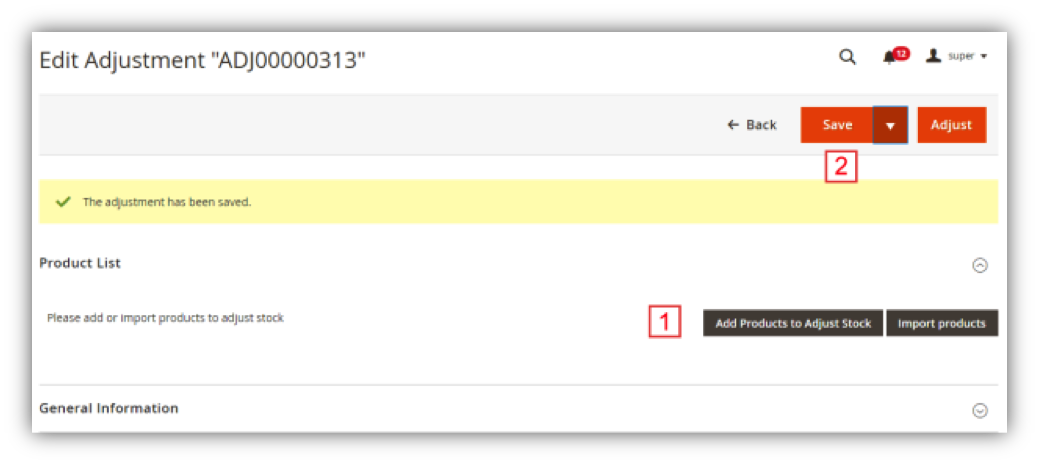 Edit Adjustment "ADJ00000313"
12
super
Back
Save
Adjust
2
The adjustment has been saved.
Product List
Please add or import products to adjust stock
1
Add Products to Adjust Stock
Import products
General Information